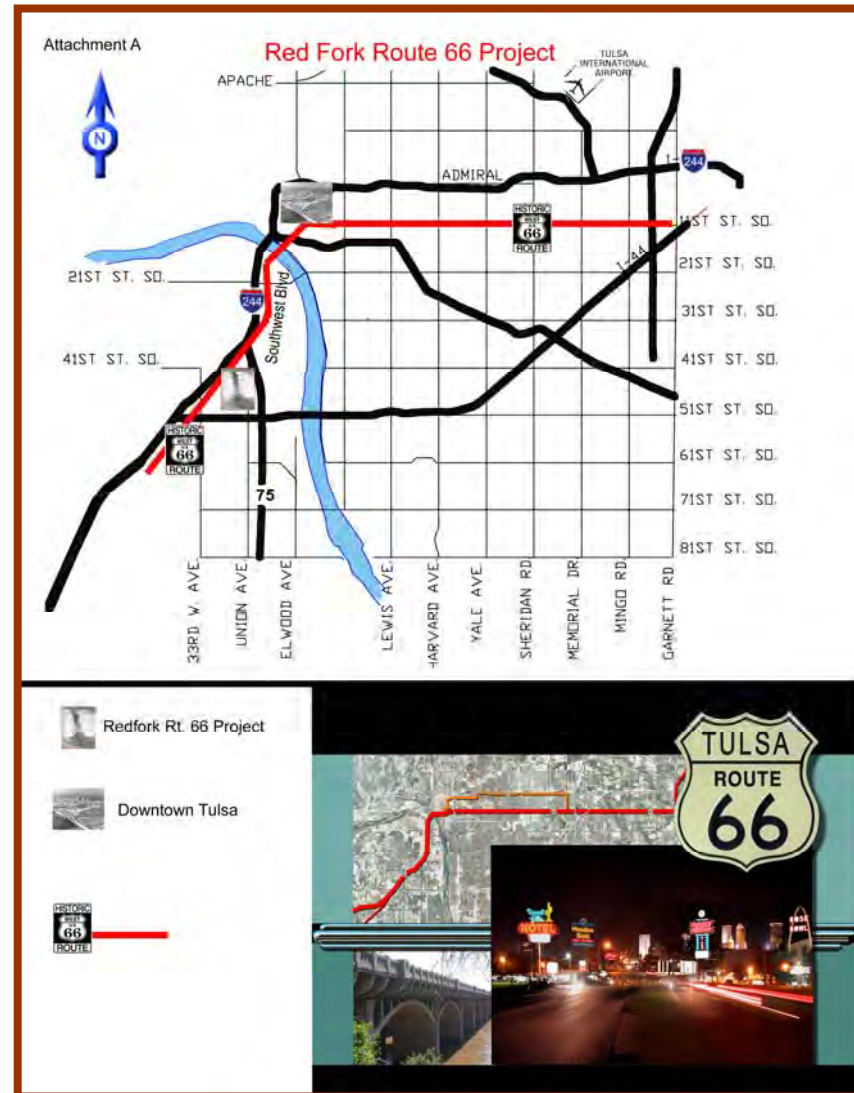 Attachment A
Red Fork Route 66 Project
TULSA
INTERNATIONAL
AIRPORT
APACHE
N
ADMIRAL
I-
244
HISTORIC
66
ROUTE
11ST ST. SO.
I-44
21ST ST. SO.
21ST ST. SO.
244
Southwest Blvd
31ST ST. SO.
41ST ST. SO.
41ST ST. SO.
51ST ST. SO.
HISTORIC
66
ROUTE
61ST ST. SO.
75
71ST ST. SO.
81ST ST. SO.
33RD W. AVE.
UNION AVE.
ELWOOD AVE
LEWIS AVE.
HARVARD AVE.
YALE AVE.
SHERIDAN RD.
MEMORIAL DR.
MINGO RD.
GARNETT RD.
Redfork Rt. 66 Project
Downtown Tulsa
HISTORIC
66
ROUTE
TULSA
ROUTE
66
MOTEL
ROSE
BOWL